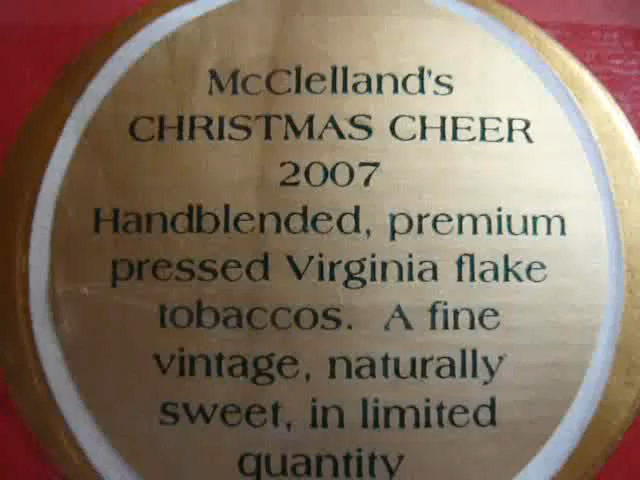 McClelland's
CHRISTMAS CHEER
2007
Handblended, premium
pressed Virginia flake
tobaccos. A fine
vintage, naturally
sweet, in limited
quantity